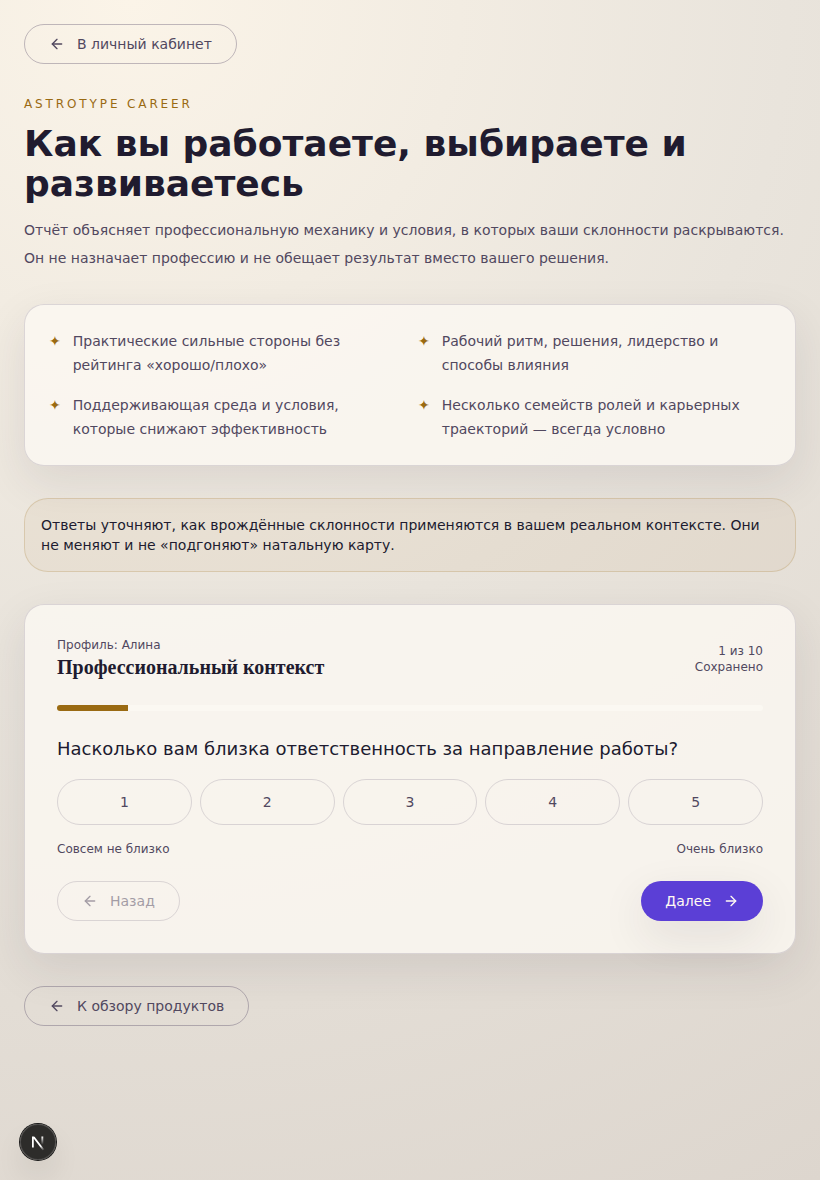 В личный кабинет
ASTROTYPE CAREER
Как вы работаете, выбираете и
развиваетесь
Отчёт объясняет профессиональную механику и условия, в которых ваши склонности раскрываются.
Он не назначает профессию и не обещает результат вместо вашего решения.
Практические сильные стороны без
рейтинга «хорошо/плохо»
Рабочий ритм, решения, лидерство и
способы влияния
Поддерживающая среда и условия,
которые снижают эффективность
Несколько семейств ролей и карьерных
траекторий — всегда условно
Ответы уточняют, как врождённые склонности применяются в вашем реальном контексте. Они
не меняют и не «подгоняют» натальную карту.
Профиль: Алина
Профессиональный контекст
1 из 10
Сохранено
Насколько вам близка ответственность за направление работы?
1 2 3 4 5
Совсем не близко
Очень близко
Назад
Далее
К обзору продуктов
N